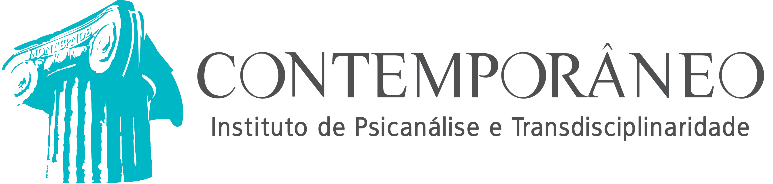 CONTEMPORÂNEO
Instituto de Psicanálise e Transdisciplinaridade